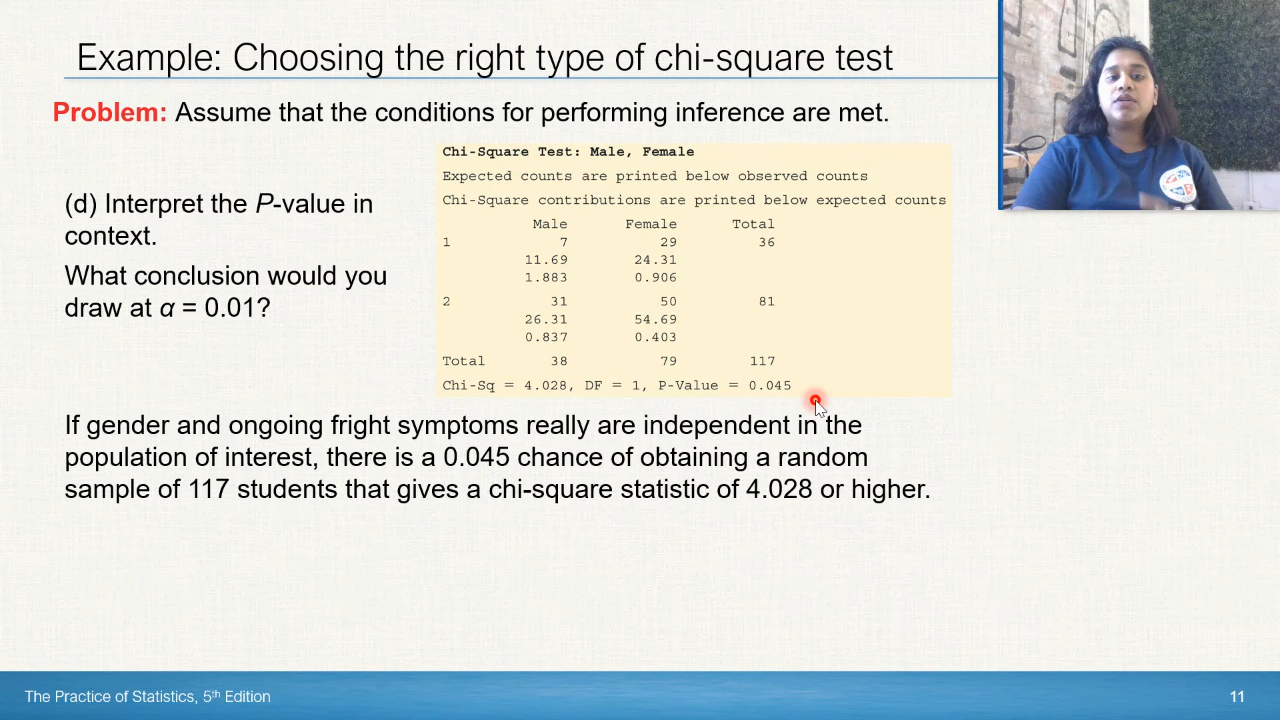 Example: Choosing the right type of chi-square test
Problem: Assume that the conditions for performing inference are met.
(d) Interpret the P-value in
context.
What conclusion would you
draw at α = 0.01?
Chi-Square Test: Male, Female
Expected counts are printed below observed counts
Chi-Square contributions are printed below expected counts
Male Female Total
1 7 29 36
11.69 24.31
1.883 0.906
2 31 50 81
26.31 54.69
0.837 0.403
Total 38 79 117
Chi-Sq = 4.028, DF = 1, P-Value = 0.045
If gender and ongoing fright symptoms really are independent in the
population of interest, there is a 0.045 chance of obtaining a random
sample of 117 students that gives a chi-square statistic of 4.028 or higher.
The Practice of Statistics, 5th Edition
11